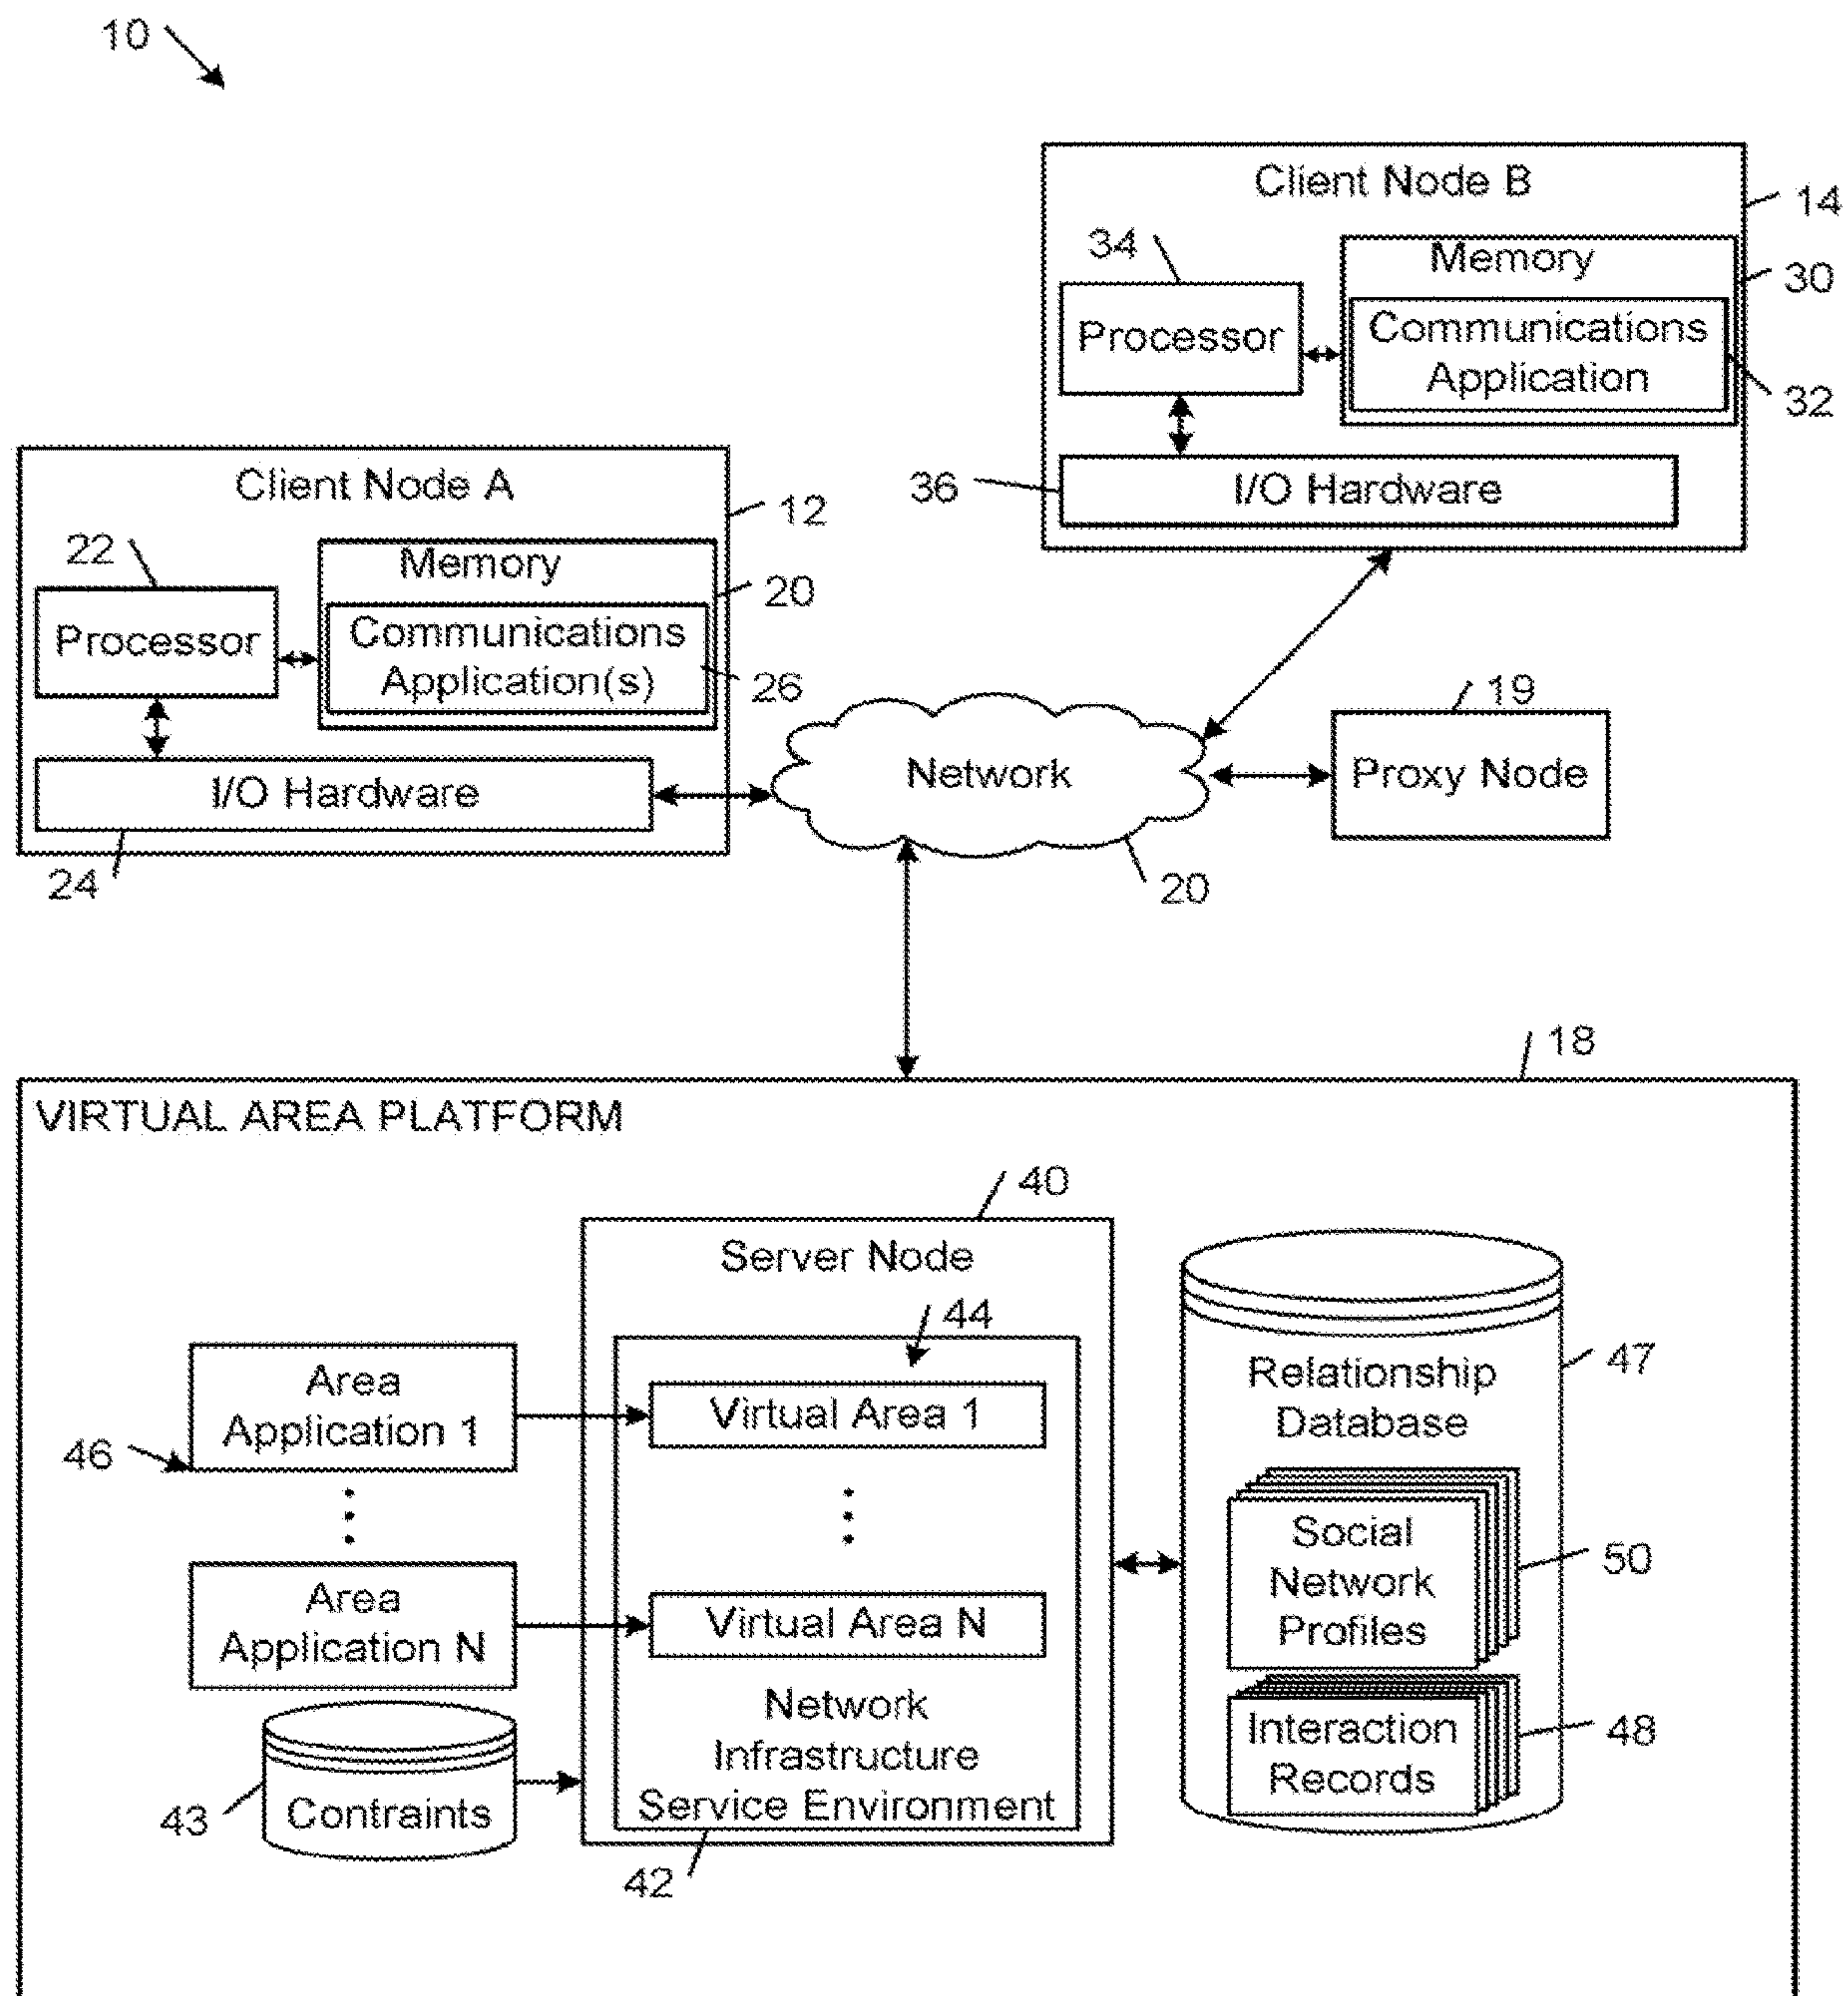 10
Client Node B
14
34
Memory
30
Processor
Communications
Application
32
36
I/O Hardware
Client Node A
12
22
Memory
20
Processor
Communications
Application(s)
26
I/O Hardware
24
Network
20
19
Proxy Node
18
VIRTUAL AREA PLATFORM
40
Server Node
44
Area
Application 1
46
Virtual Area 1
Area
Application N
Virtual Area N
Network
Infrastructure
Service Environment
42
43
Contraints
47
Relationship
Database
Social
Network
Profiles
50
Interaction
Records
48